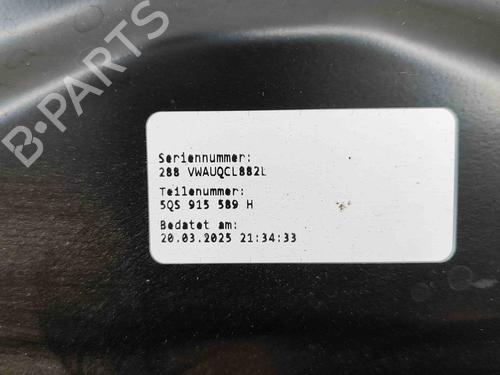 B-PARTS
Seriennummer:
288 VWAUQCL882L
Teilenummer:
5QS 915 589 H
Bedatet am:
20.03.2025 21:34:33